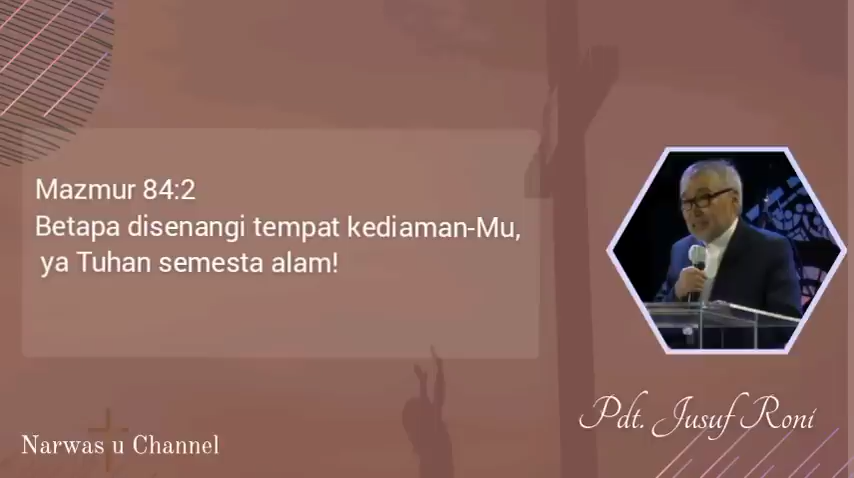 Mazmur 84:2
Betapa disenangi tempat kediaman-Mu,
ya Tuhan semesta alam!
Pdt. Jusuf Roni
Narwas u Channel